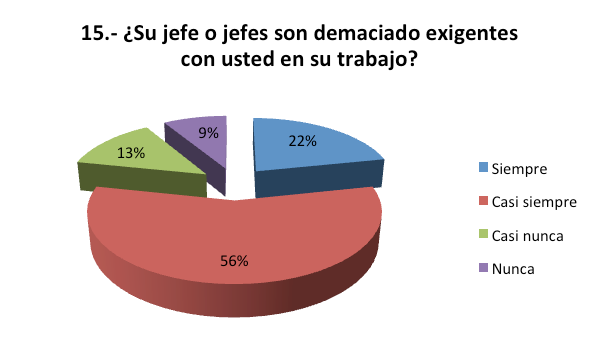 15.- ¿Su jefe o jefes son demaciado exigentes
con usted en su trabajo?
9%
22%
13%
56%
Siempre
Casi siempre
Casi nunca
Nunca